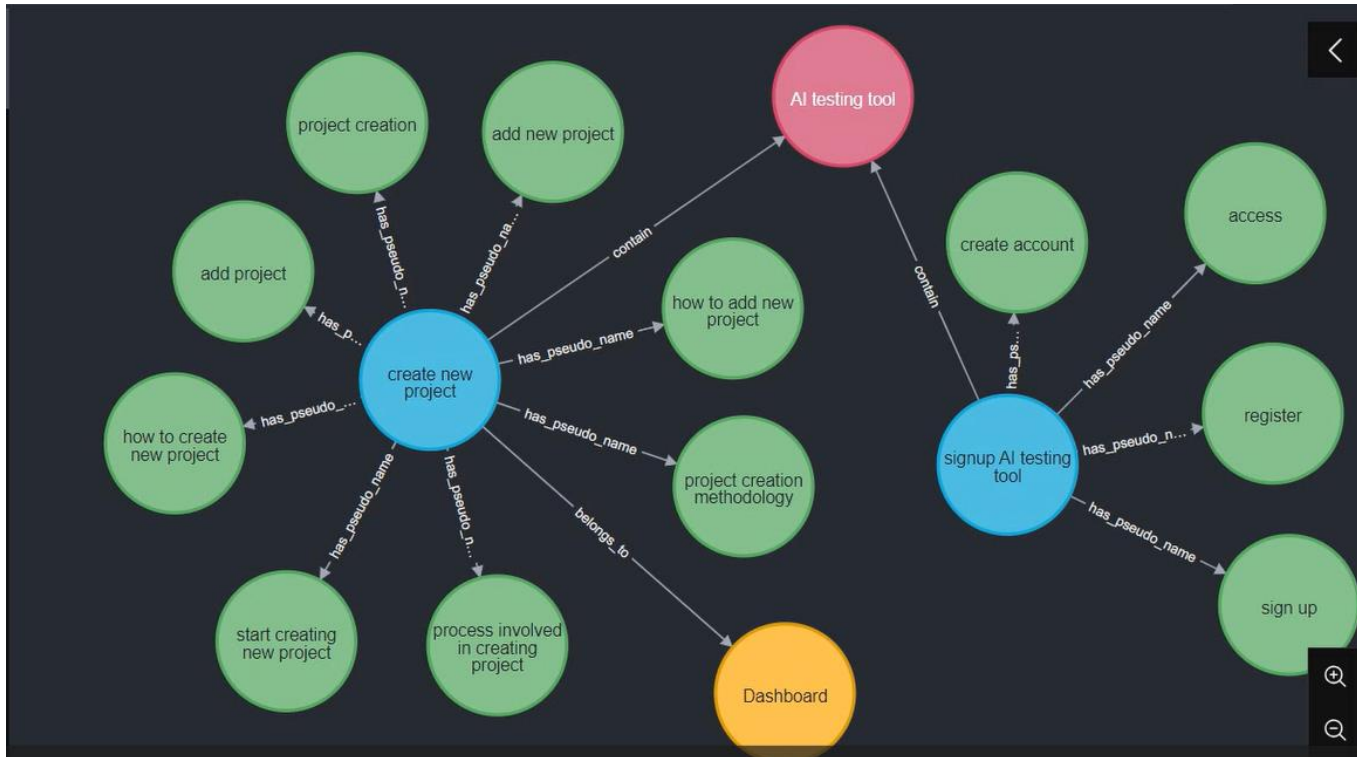 AI testing tool
project creation
add new project
access
create account
has_pseudo_n...
has_pseudo_na...
contain
add project
how to add new
project
contain
has_pseudo_name
has_p...
has_pseudo_name
has_ps...
create new
project
has_pseudo_...
has_pseudo_name
register
has_pseudo_n...
how to create
new project
signup AI testing
tool
project creation
methodology
has_pseudo_name
has_pseudo_n...
belongs_to
has_pseudo_name
sign up
start creating
new project
process involved
in creating
project
Dashboard